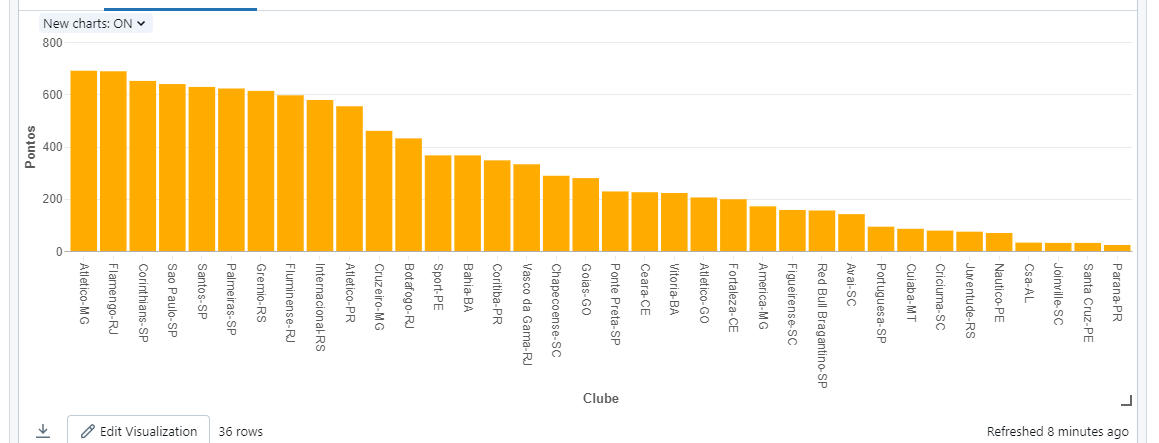 New charts: ON
800
600
400
200
0
Pontos
Atletico-MG
Flamengo-RJ
Corinthians-SP
Sao Paulo-SP
Santos-SP
Palmeiras-SP
Gremio-RS
Fluminense-RJ
Internacional-RS
Atletico-PR
Cruzeiro-MG
Botafogo-RJ
Sport-PE
Bahia-BA
Coritiba-PR
Vasco da Gama-RJ
Chapecoense-SC
Goias-GO
Ponte Preta-SP
Ceara-CE
Vitoria-BA
Atletico-GO
Fortaleza-CE
America-MG
Figueirense-SC
Red Bull Bragantino-SP
Avai-SC
Portuguesa-SP
Cuiaba-MT
Criciuma-SC
Juventude-RS
Nautico-PE
Csa-AL
Joinville-SC
Santa Cruz-PE
Parana-PR
Clube
Edit Visualization 36 rows Refreshed 8 minutes ago